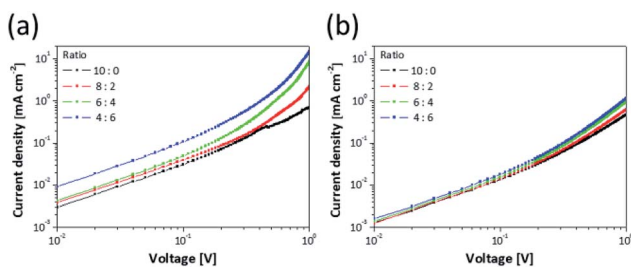 (a)
Current density [mA cm⁻²]
10¹
10⁰
10⁻¹
10⁻²
10⁻³
Ratio
10 : 0
8 : 2
6 : 4
4 : 6
10⁻²
10⁻¹
10⁰
Voltage [V]
(b)
Current density [mA cm⁻²]
10¹
10⁰
10⁻¹
10⁻²
10⁻³
Ratio
10 : 0
8 : 2
6 : 4
4 : 6
10⁻²
10⁻¹
10⁰
Voltage [V]